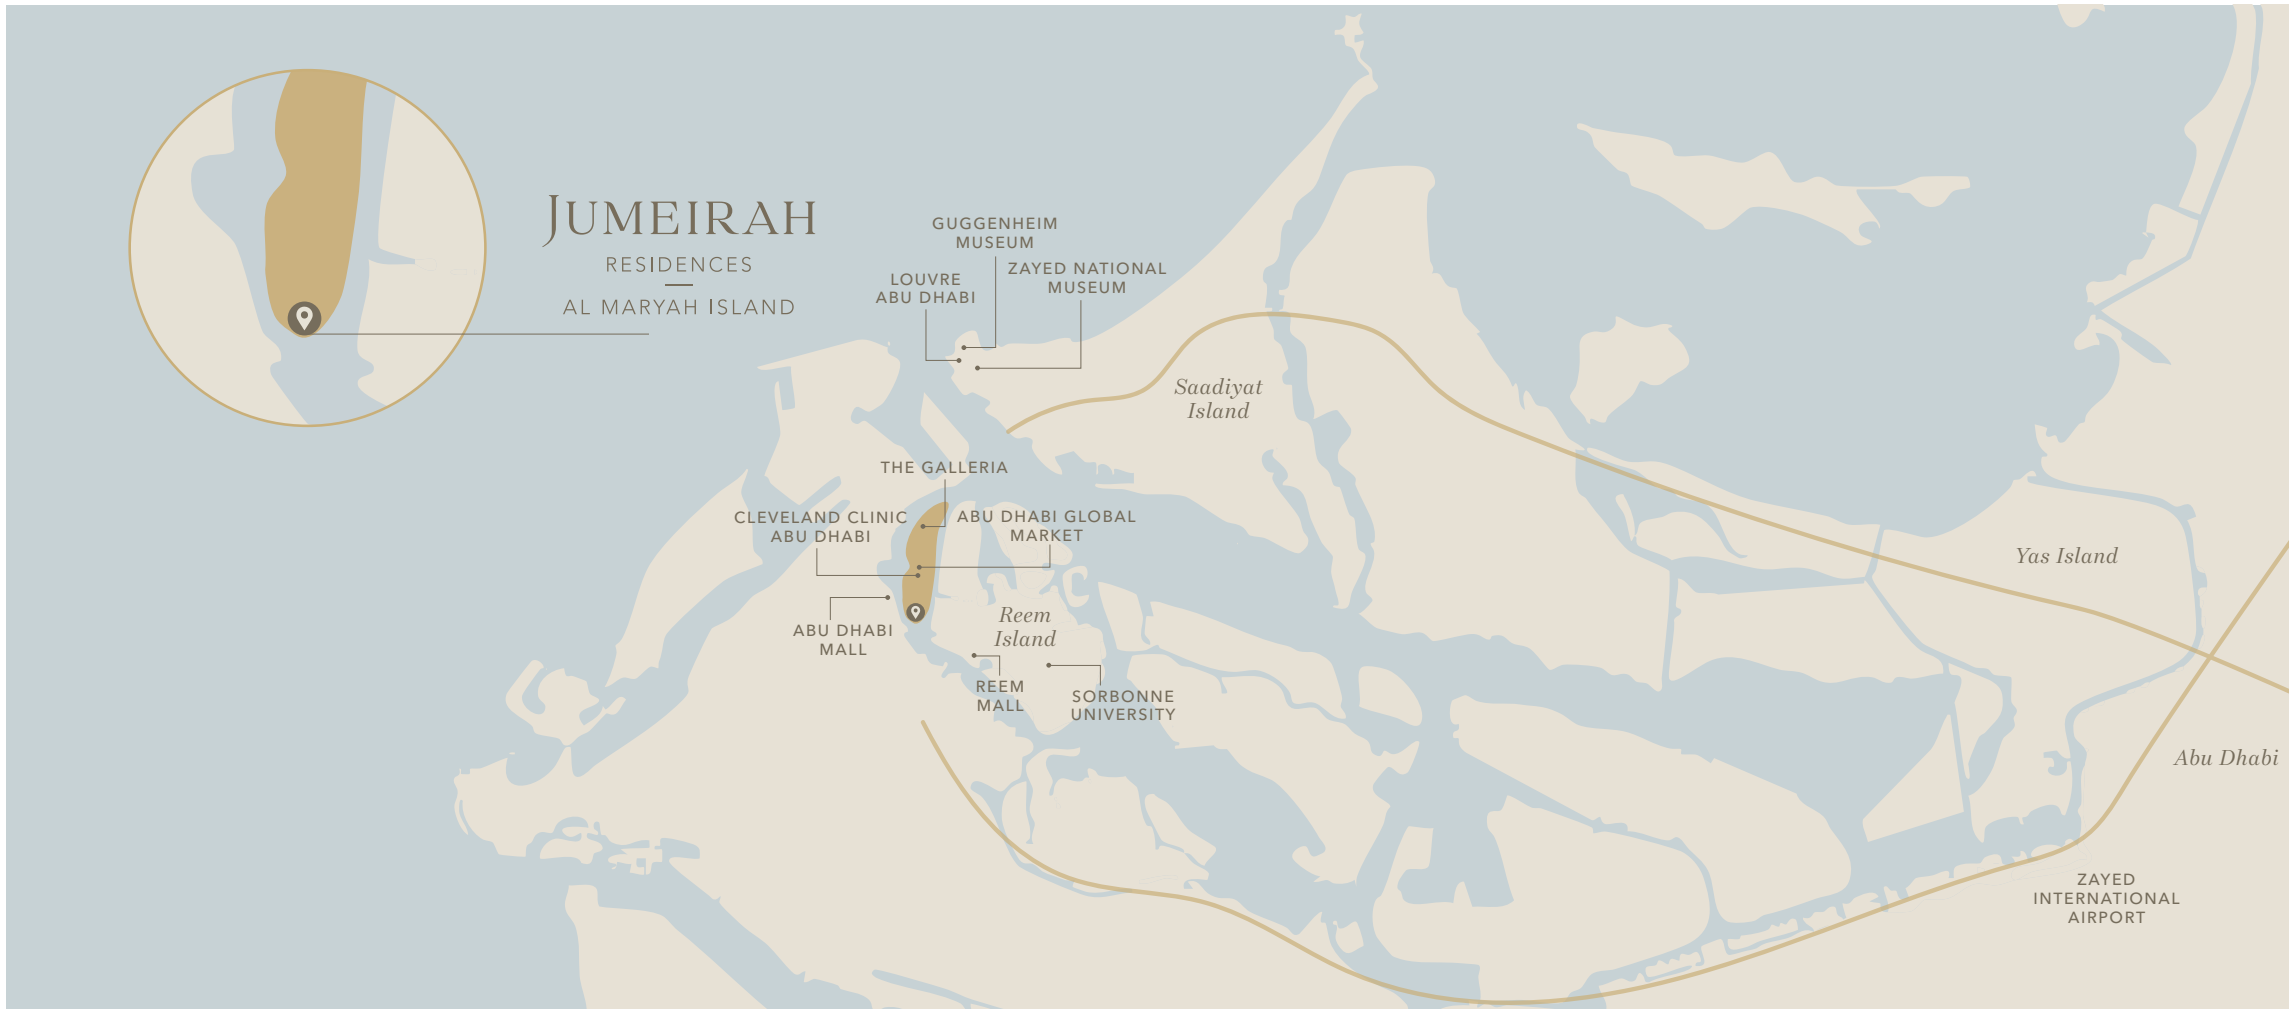 JUMEIRAH
RESIDENCES
AL MARYAH ISLAND
GUGGENHEIM
MUSEUM
LOUVRE
ABU DHABI
ZAYED NATIONAL
MUSEUM
Saadiyat
Island
THE GALLERIA
CLEVELAND CLINIC
ABU DHABI
ABU DHABI GLOBAL
MARKET
Yas Island
Reem
Island
ABU DHABI
MALL
REEM
MALL
SORBONNE
UNIVERSITY
Abu Dhabi
ZAYED
INTERNATIONAL
AIRPORT